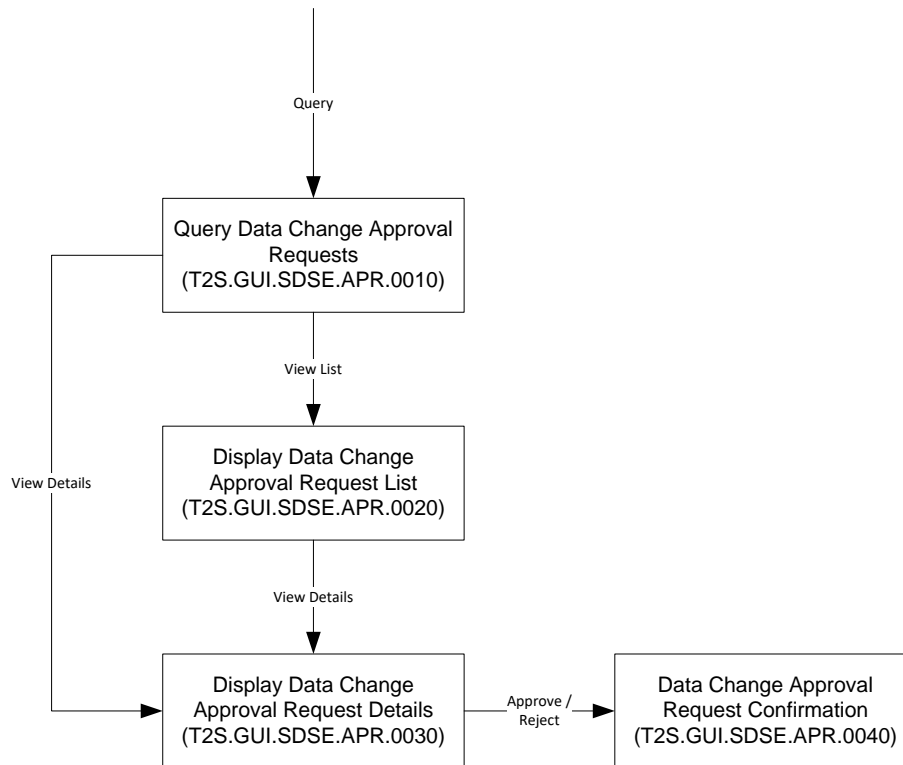 Query
Query Data Change Approval
Requests
(T2S.GUI.SDSE.APR.0010)
View List
Display Data Change
Approval Request List
(T2S.GUI.SDSE.APR.0020)
View Details
View Details
Display Data Change
Approval Request Details
(T2S.GUI.SDSE.APR.0030)
Approve /
Reject
Data Change Approval
Request Confirmation
(T2S.GUI.SDSE.APR.0040)